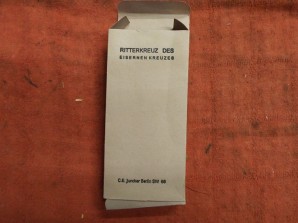 RITTERKREUZ DES
EISERNEN KREUZES
C.E. Juncker Berlin SW 68